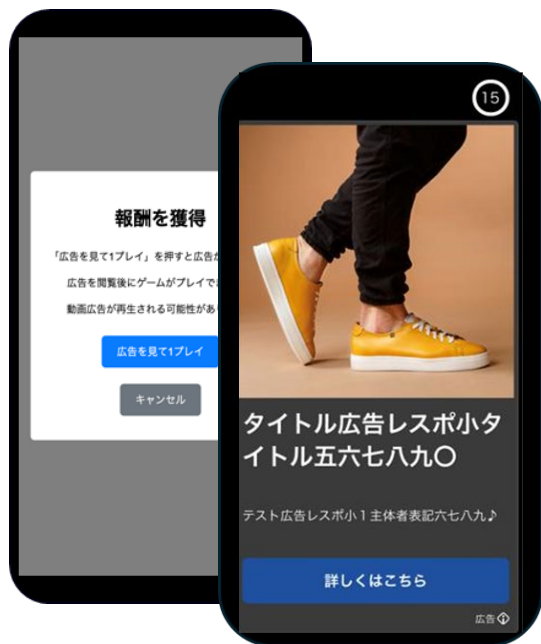 報酬を獲得
「広告を見て1プレイ」を押すと広告が
広告を閲覧後にゲームがプレイで
動画広告が再生される可能性があ
広告を見て1プレイ
キャンセル
15
タイトル広告レスポ小タ
イトル五六七八九〇
テスト広告レスポ小1主体者表記六七八九♪
詳しくはこちら
広告